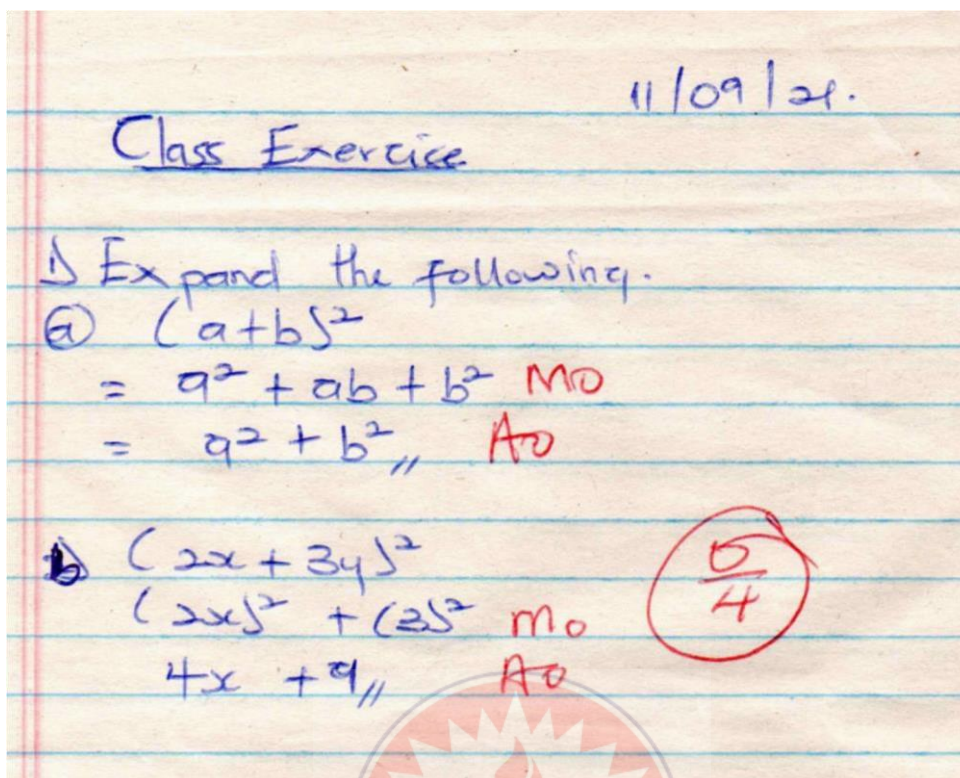 11/09/21.
Class Exercise
1) Expand the following.
(a) (a+b)²
= a² + ab + b² M0
= a² + b²,, A0
b) (2x + 3y)²
(2x)² + (3)² M0
4x + 9,, A0
0/4